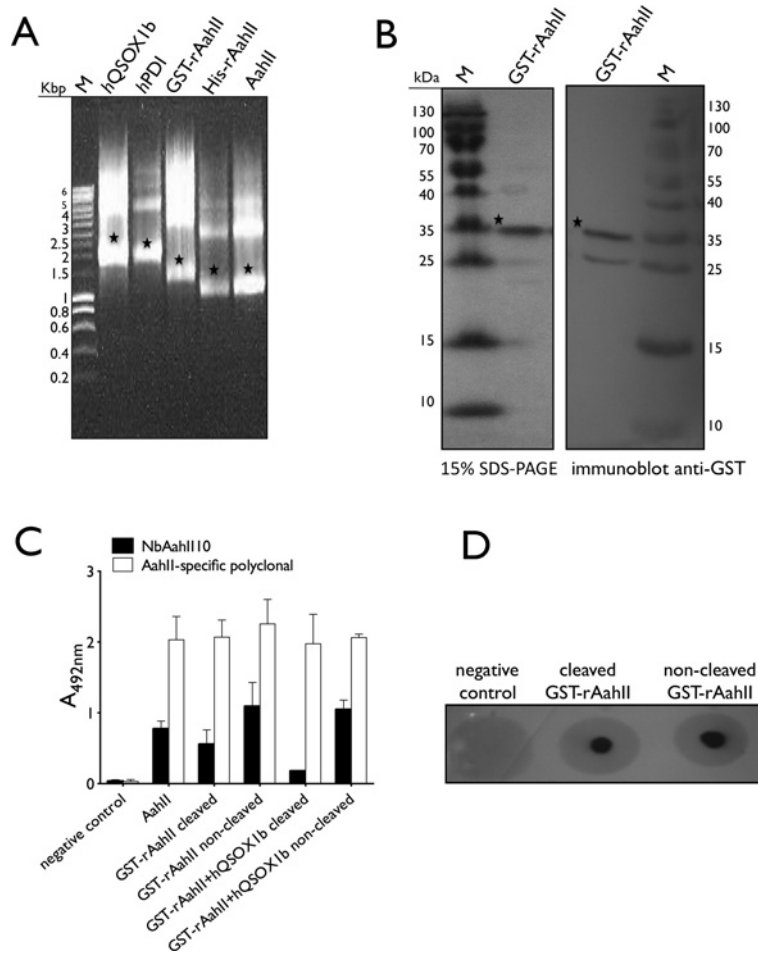 A
Kbp
M
hQSOX1b
hPDI
GST-rAahII
His-rAahII
AahII
6
5
4
3
2.5
2
1.5
1
0.8
0.6
0.4
0.2
B
kDa
M
GST-rAahII
GST-rAahII
M
130
100
70
55
40
35
25
15
10
130
100
70
55
40
35
25
15
10
15% SDS-PAGE
immunoblot anti-GST
C
NbAahII10
AahII-specific polyclonal
3
2
1
0
A492nm
negative control
AahII
GST-rAahII cleaved
GST-rAahII non-cleaved
GST-rAahII+hQSOX1b cleaved
GST-rAahII+hQSOX1b non-cleaved
D
negative
control
cleaved
GST-rAahII
non-cleaved
GST-rAahII